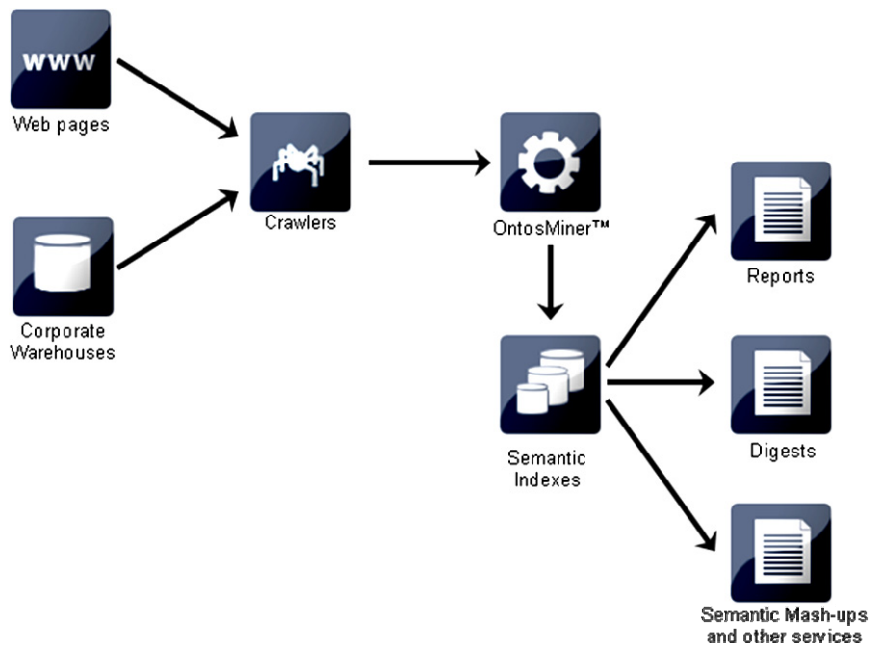 WWW
Web pages
Corporate
Warehouses
Crawlers
OntosMiner™
Semantic
Indexes
Reports
Digests
Semantic Mash-ups
and other services